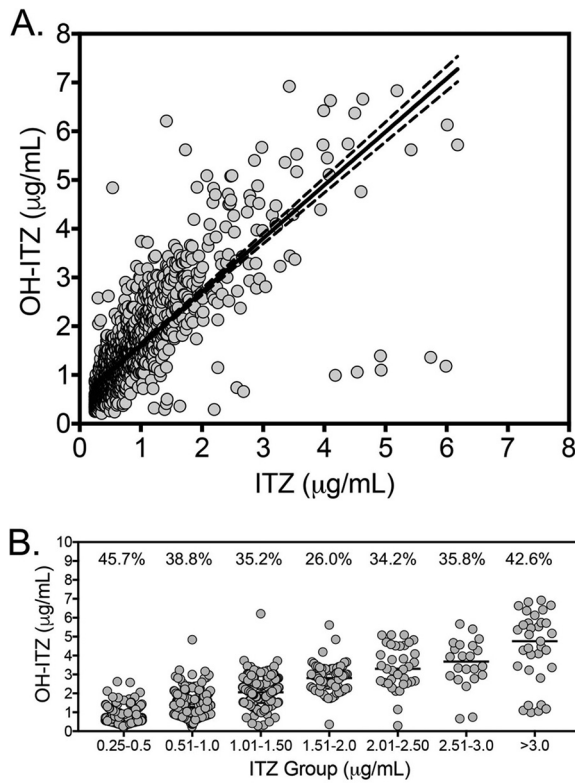 A.
8
7
6
5
4
3
2
1
0
OH-ITZ (μg/mL)
0 1 2 3 4 5 6 7 8
ITZ (μg/mL)
B.
10
9
8
7
6
5
4
3
2
1
0
OH-ITZ (μg/mL)
45.7% 38.8% 35.2% 26.0% 34.2% 35.8% 42.6%
0.25-0.5 0.51-1.0 1.01-1.50 1.51-2.0 2.01-2.50 2.51-3.0 >3.0
ITZ Group (μg/mL)